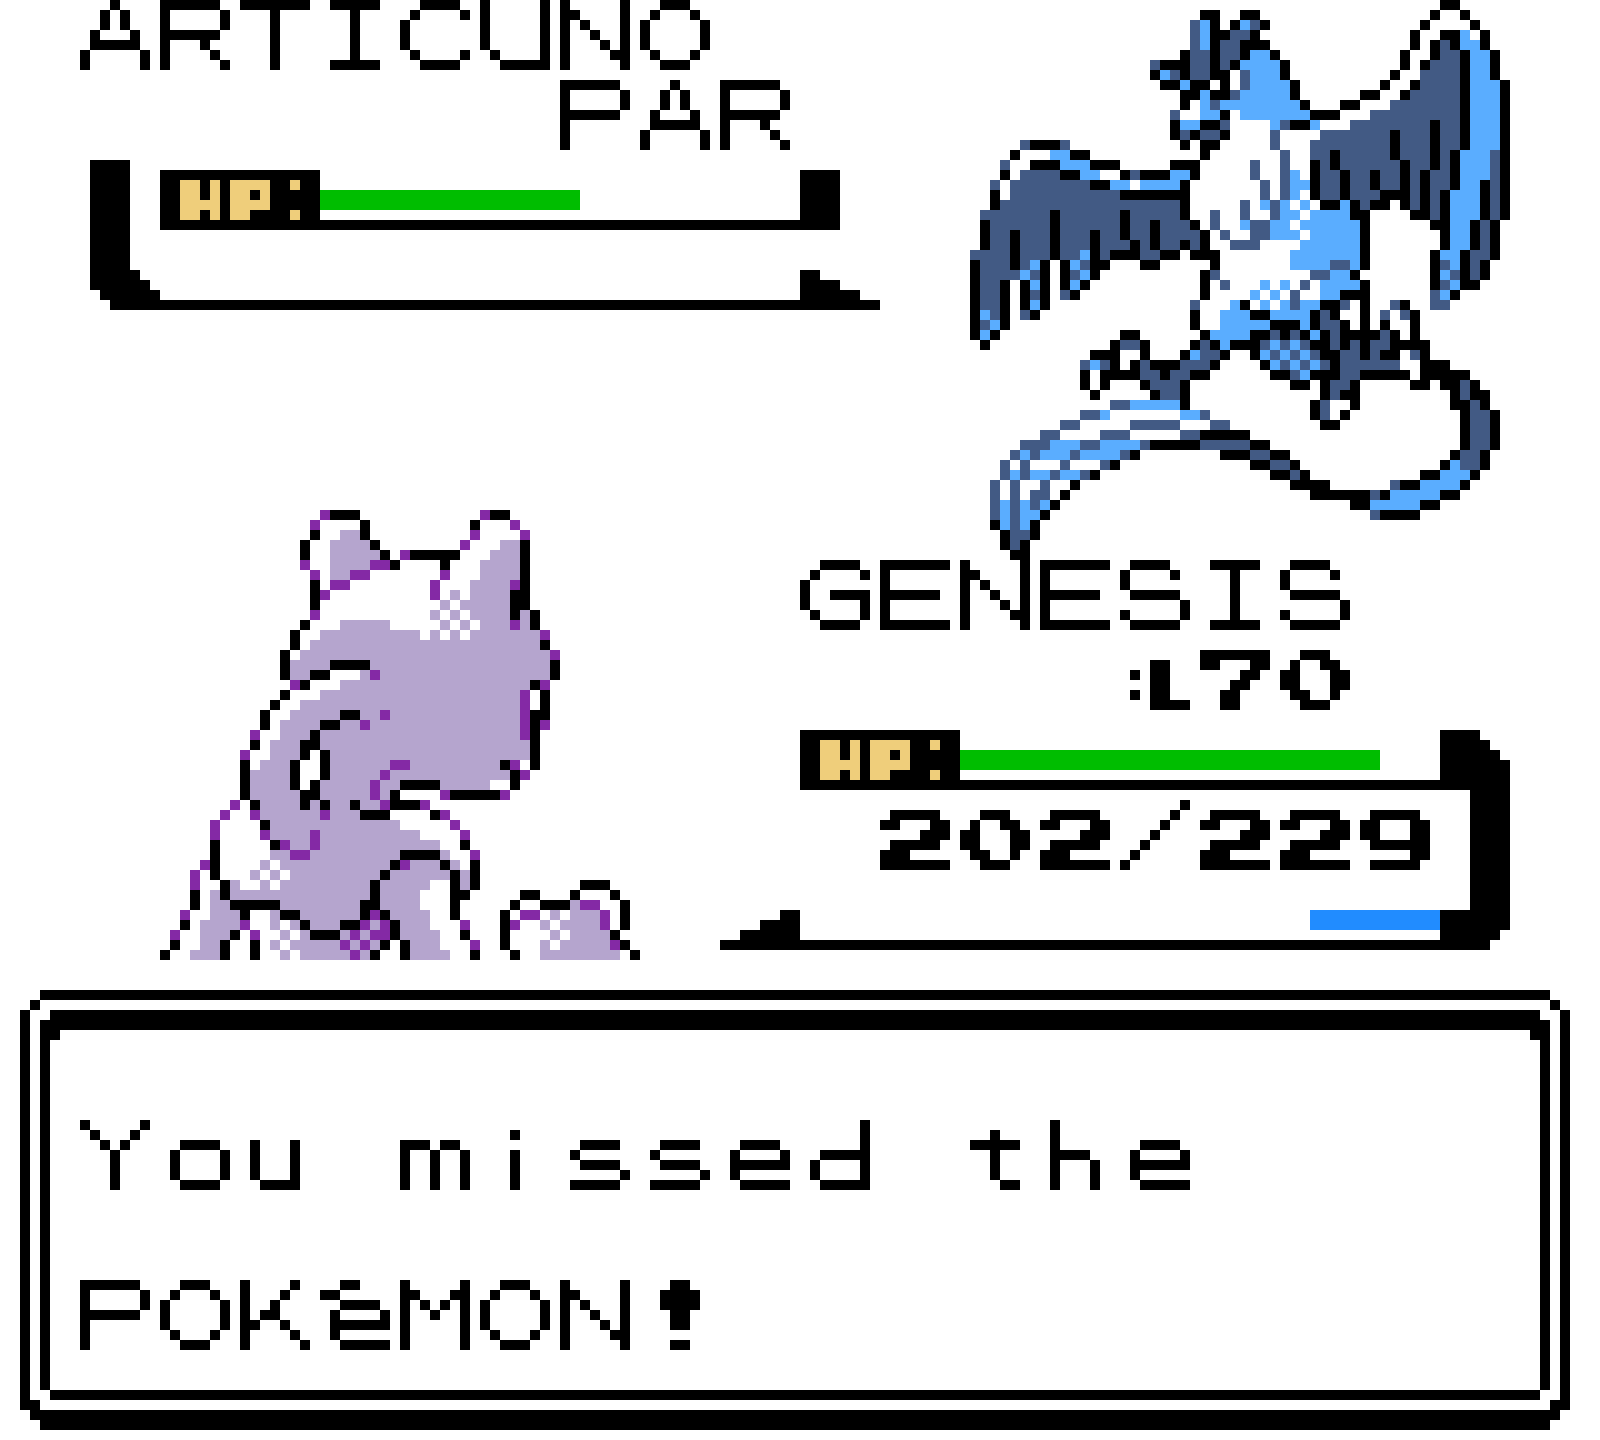 ARTICUNO
PAR
HP:
GENESIS
:L70
HP:
202/229
You missed the
POKéMON!